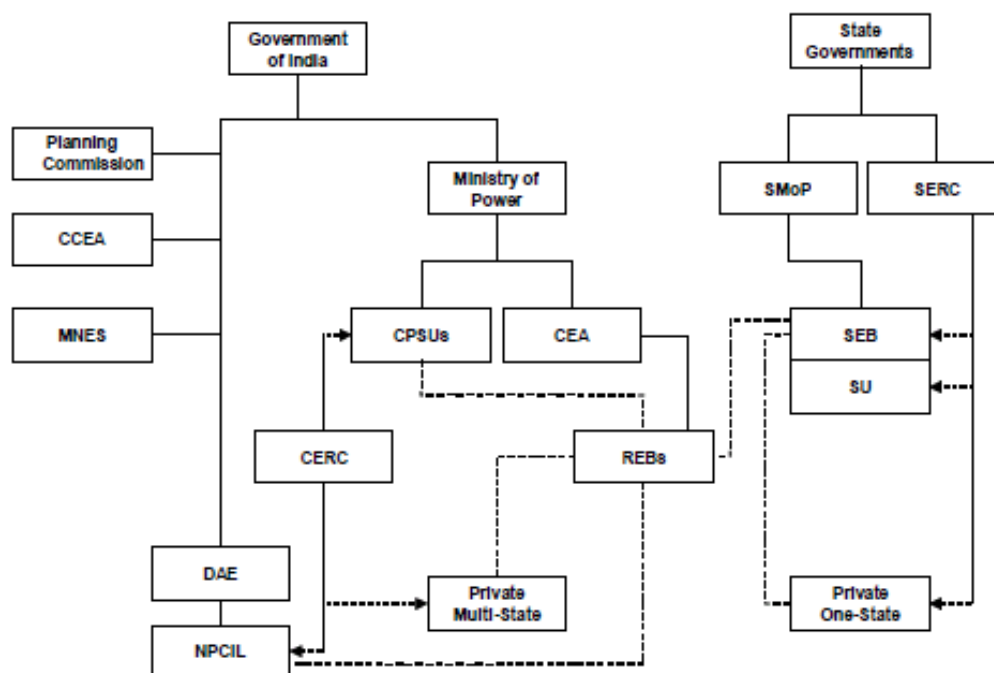 Government
of India
State
Governments
Planning
Commission
Ministry of
Power
SMoP
SERC
CCEA
MNES
CPSUs
CEA
SEB
SU
CERC
REBs
DAE
Private
Multi-State
Private
One-State
NPCIL